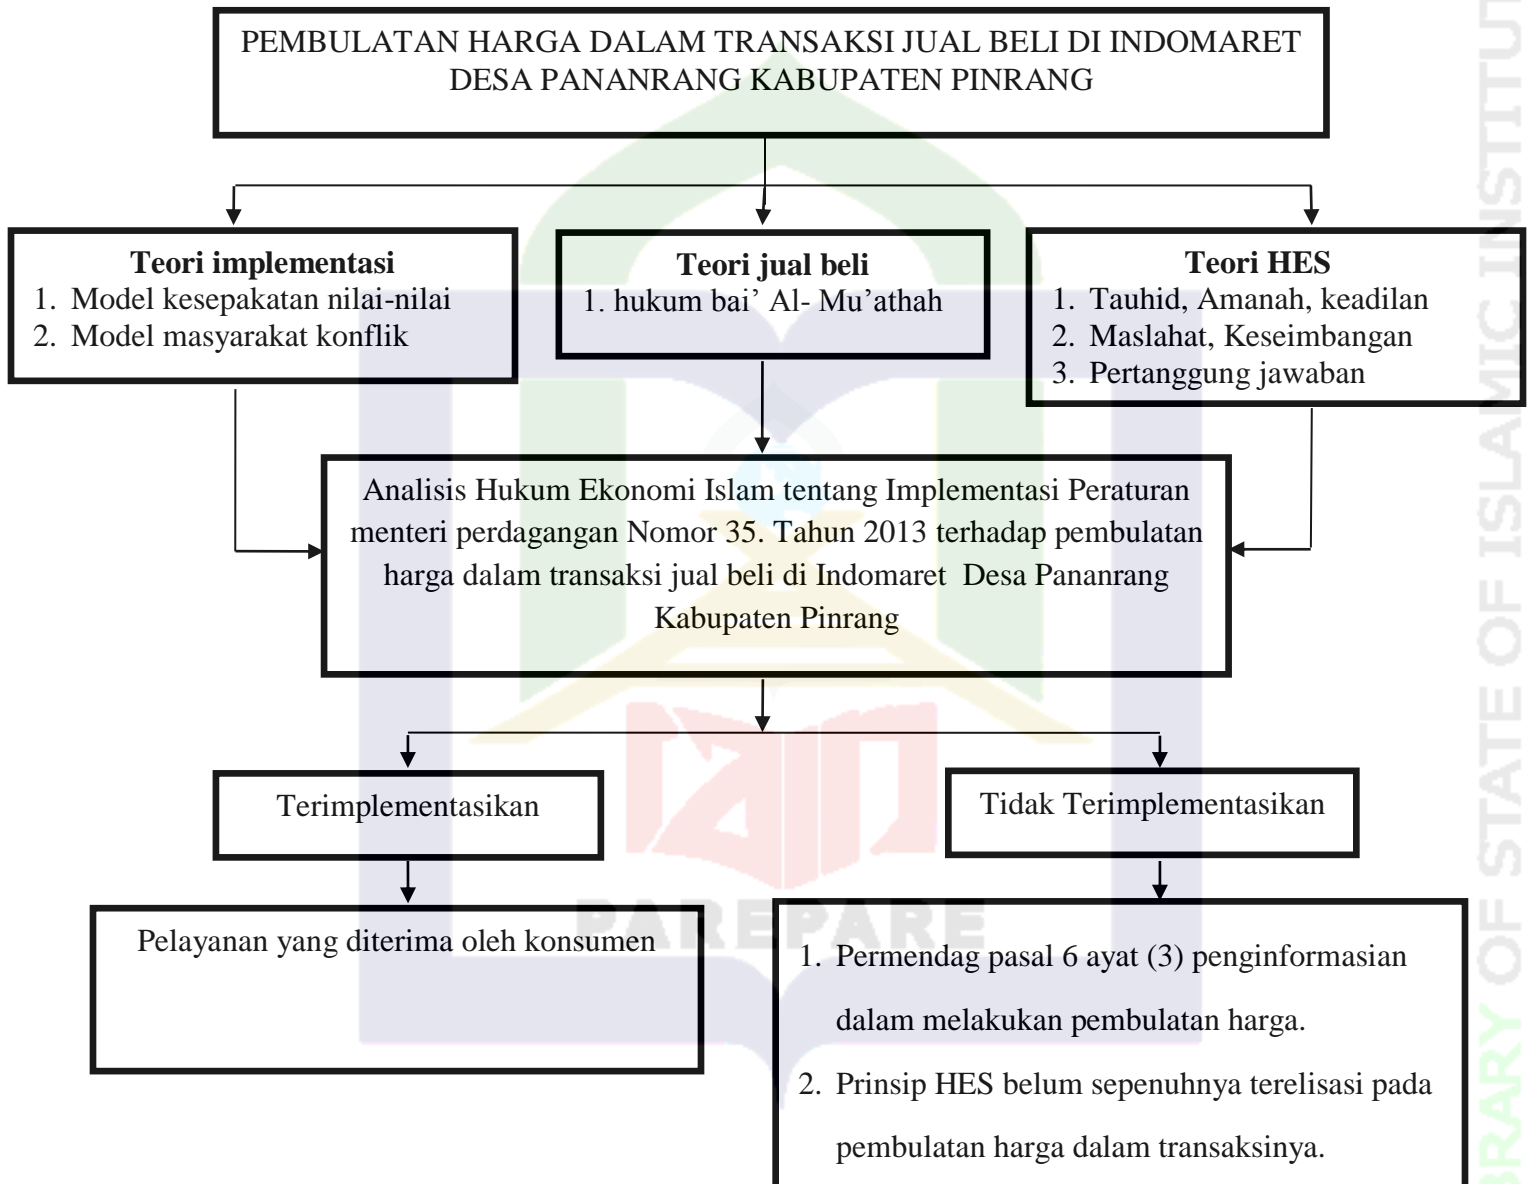 PEMBULATAN HARGA DALAM TRANSAKSI JUAL BELI DI INDOMARET
DESA PANANRANG KABUPATEN PINRANG
Teori implementasi
1. Model kesepakatan nilai-nilai
2. Model masyarakat konflik
Teori jual beli
1. hukum bai’ Al- Mu’athah
Teori HES
1. Tauhid, Amanah, keadilan
2. Maslahat, Keseimbangan
3. Pertanggung jawaban
Analisis Hukum Ekonomi Islam tentang Implementasi Peraturan
menteri perdagangan Nomor 35. Tahun 2013 terhadap pembulatan
harga dalam transaksi jual beli di Indomaret Desa Pananrang
Kabupaten Pinrang
Terimplementasikan
Tidak Terimplementasikan
Pelayanan yang diterima oleh konsumen
1. Permendag pasal 6 ayat (3) penginformasian
dalam melakukan pembulatan harga.
2. Prinsip HES belum sepenuhnya terelisasi pada
pembulatan harga dalam transaksinya.
PAREPARE
OF STATE OF ISLAMIC